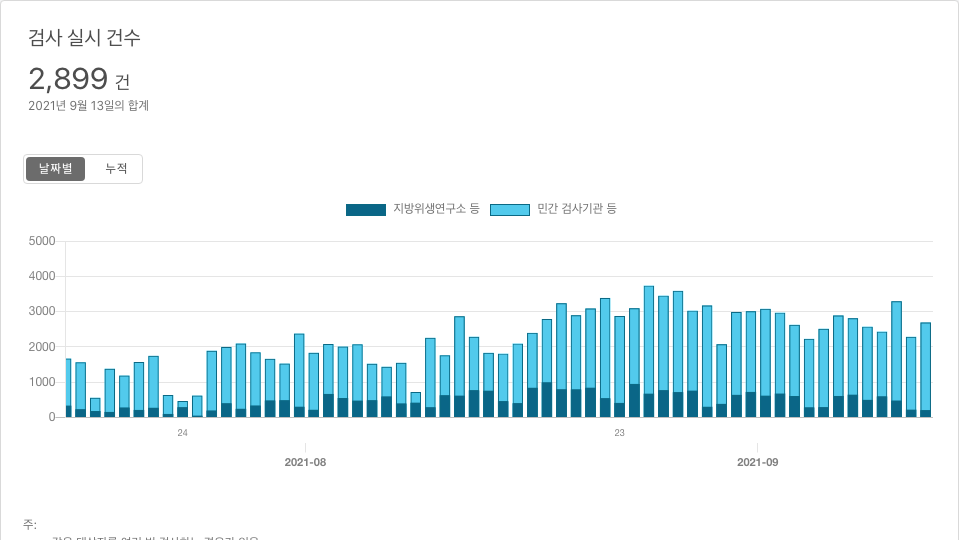 검사 실시 건수
2,899 건
2021년 9월 13일의 합계
날짜별 누적
지방위생연구소 등 민간 검사기관 등
5000
4000
3000
2000
1000
0
24 23
2021-08 2021-09
주: